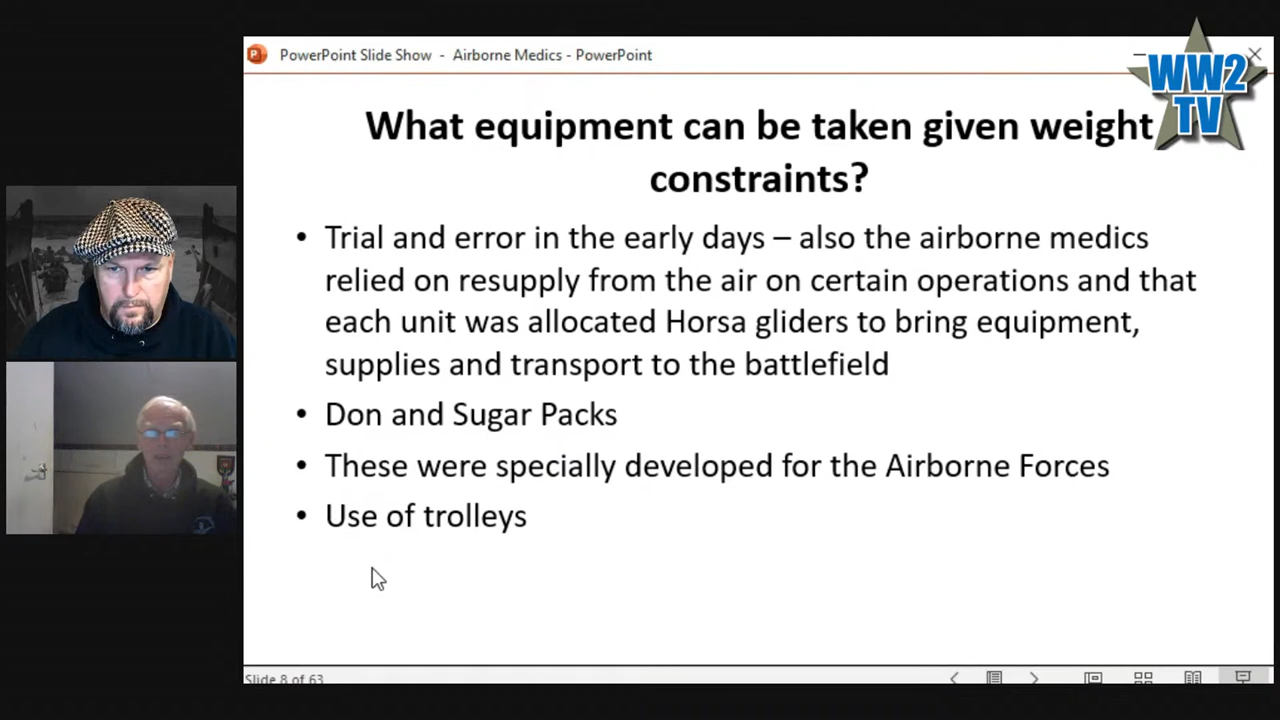 PowerPoint Slide Show - Airborne Medics - PowerPoint
WW2
TV
What equipment can be taken given weight
constraints?
• Trial and error in the early days – also the airborne medics
relied on resupply from the air on certain operations and that
each unit was allocated Horsa gliders to bring equipment,
supplies and transport to the battlefield
• Don and Sugar Packs
• These were specially developed for the Airborne Forces
• Use of trolleys
Slide 8 of 63